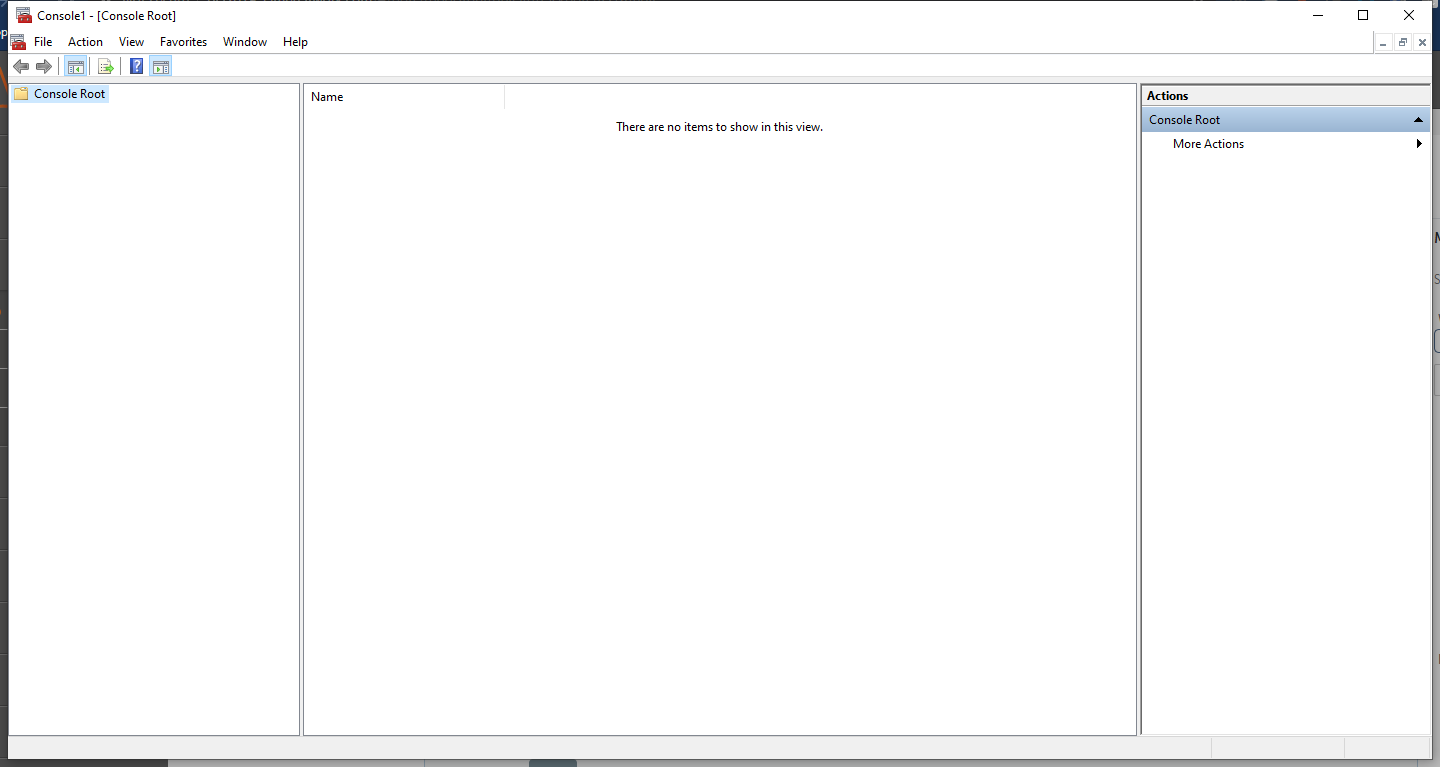 Console1 - [Console Root]
File Action View Favorites Window Help
Console Root
Name
There are no items to show in this view.
Actions
Console Root
More Actions